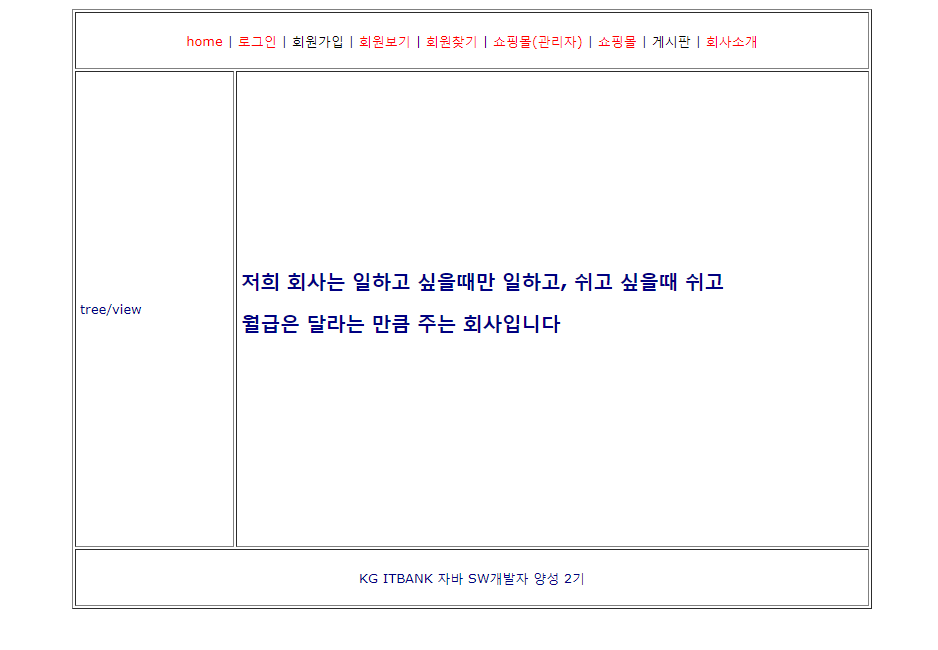 home | 로그인 | 회원가입 | 회원보기 | 회원찾기 | 쇼핑몰(관리자) | 쇼핑몰 | 게시판 | 회사소개
tree/view
저희 회사는 일하고 싶을때만 일하고, 쉬고 싶을때 쉬고
월급은 달라는 만큼 주는 회사입니다
KG ITBANK 자바 SW개발자 양성 2기